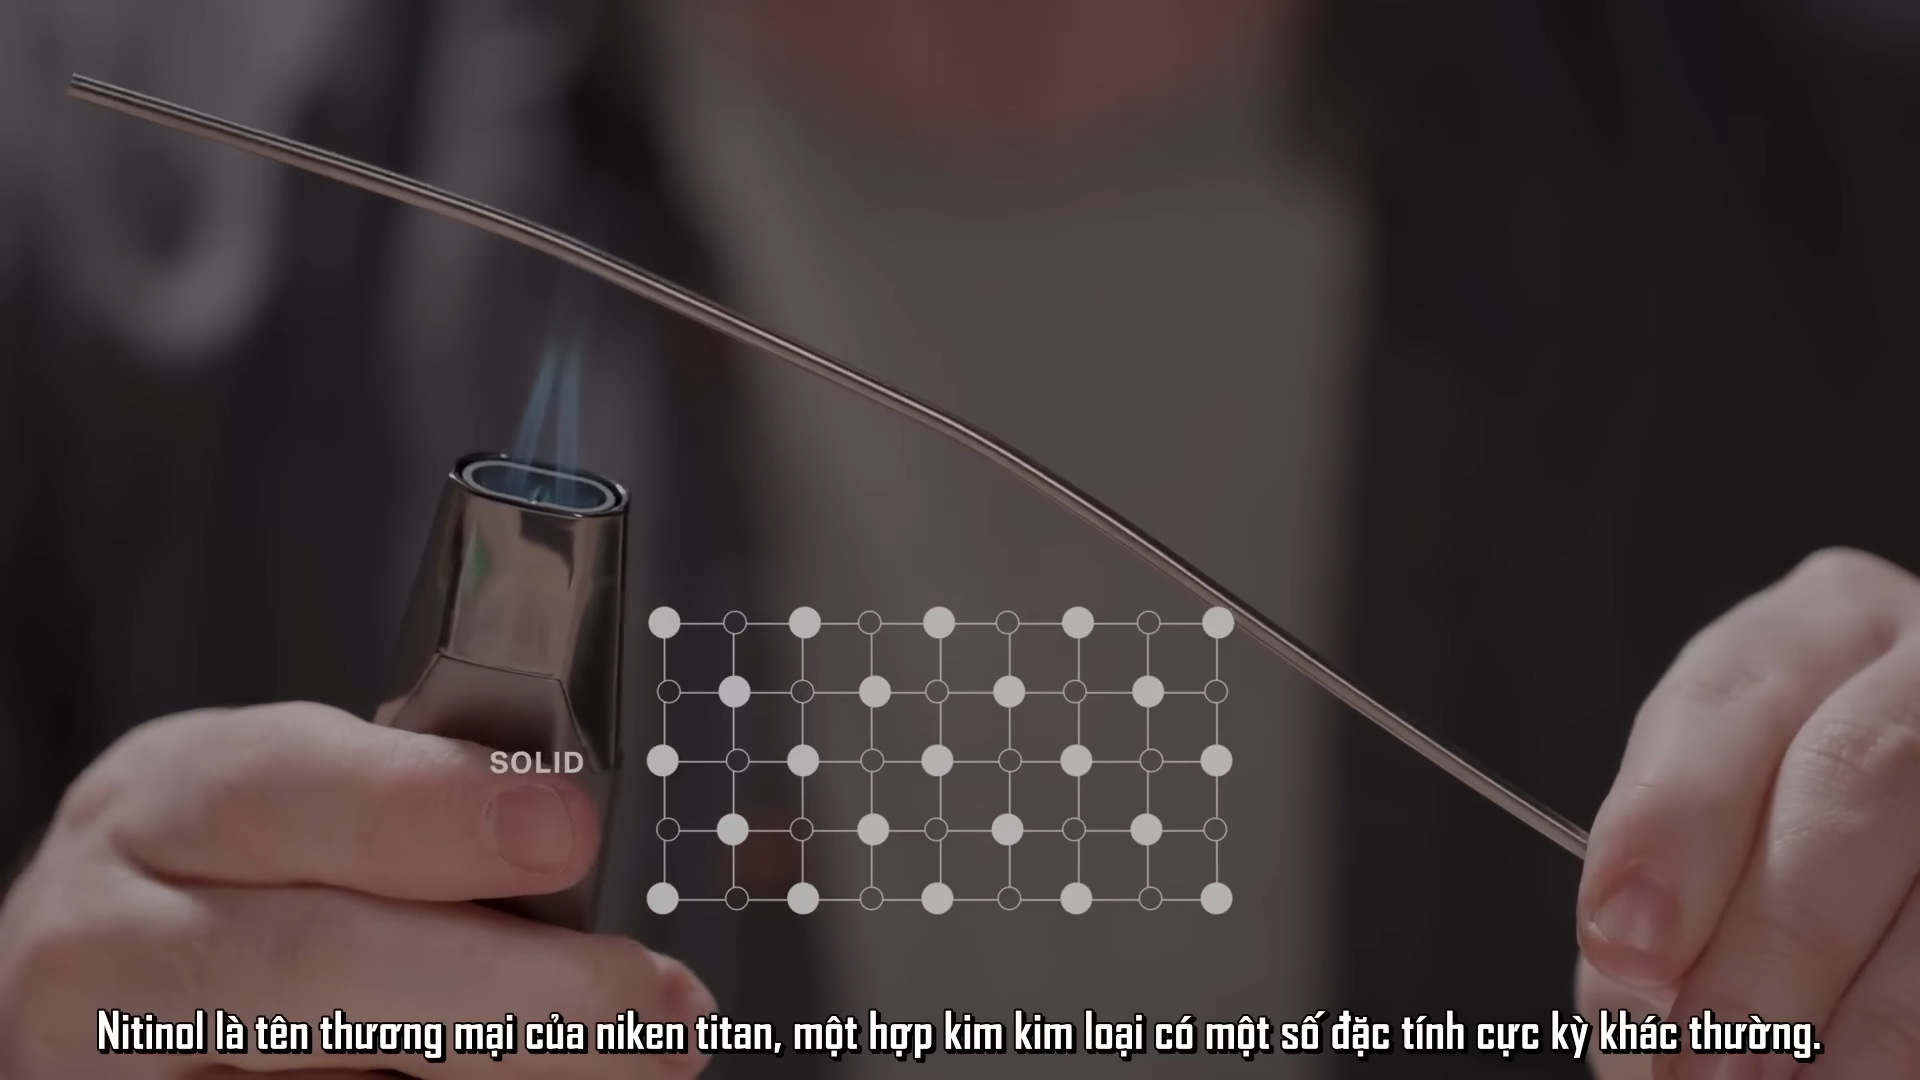 SOLID
Nitinol là tên thương mại của niken titan, một hợp kim kim loại có một số đặc tính cực kỳ khác thường.